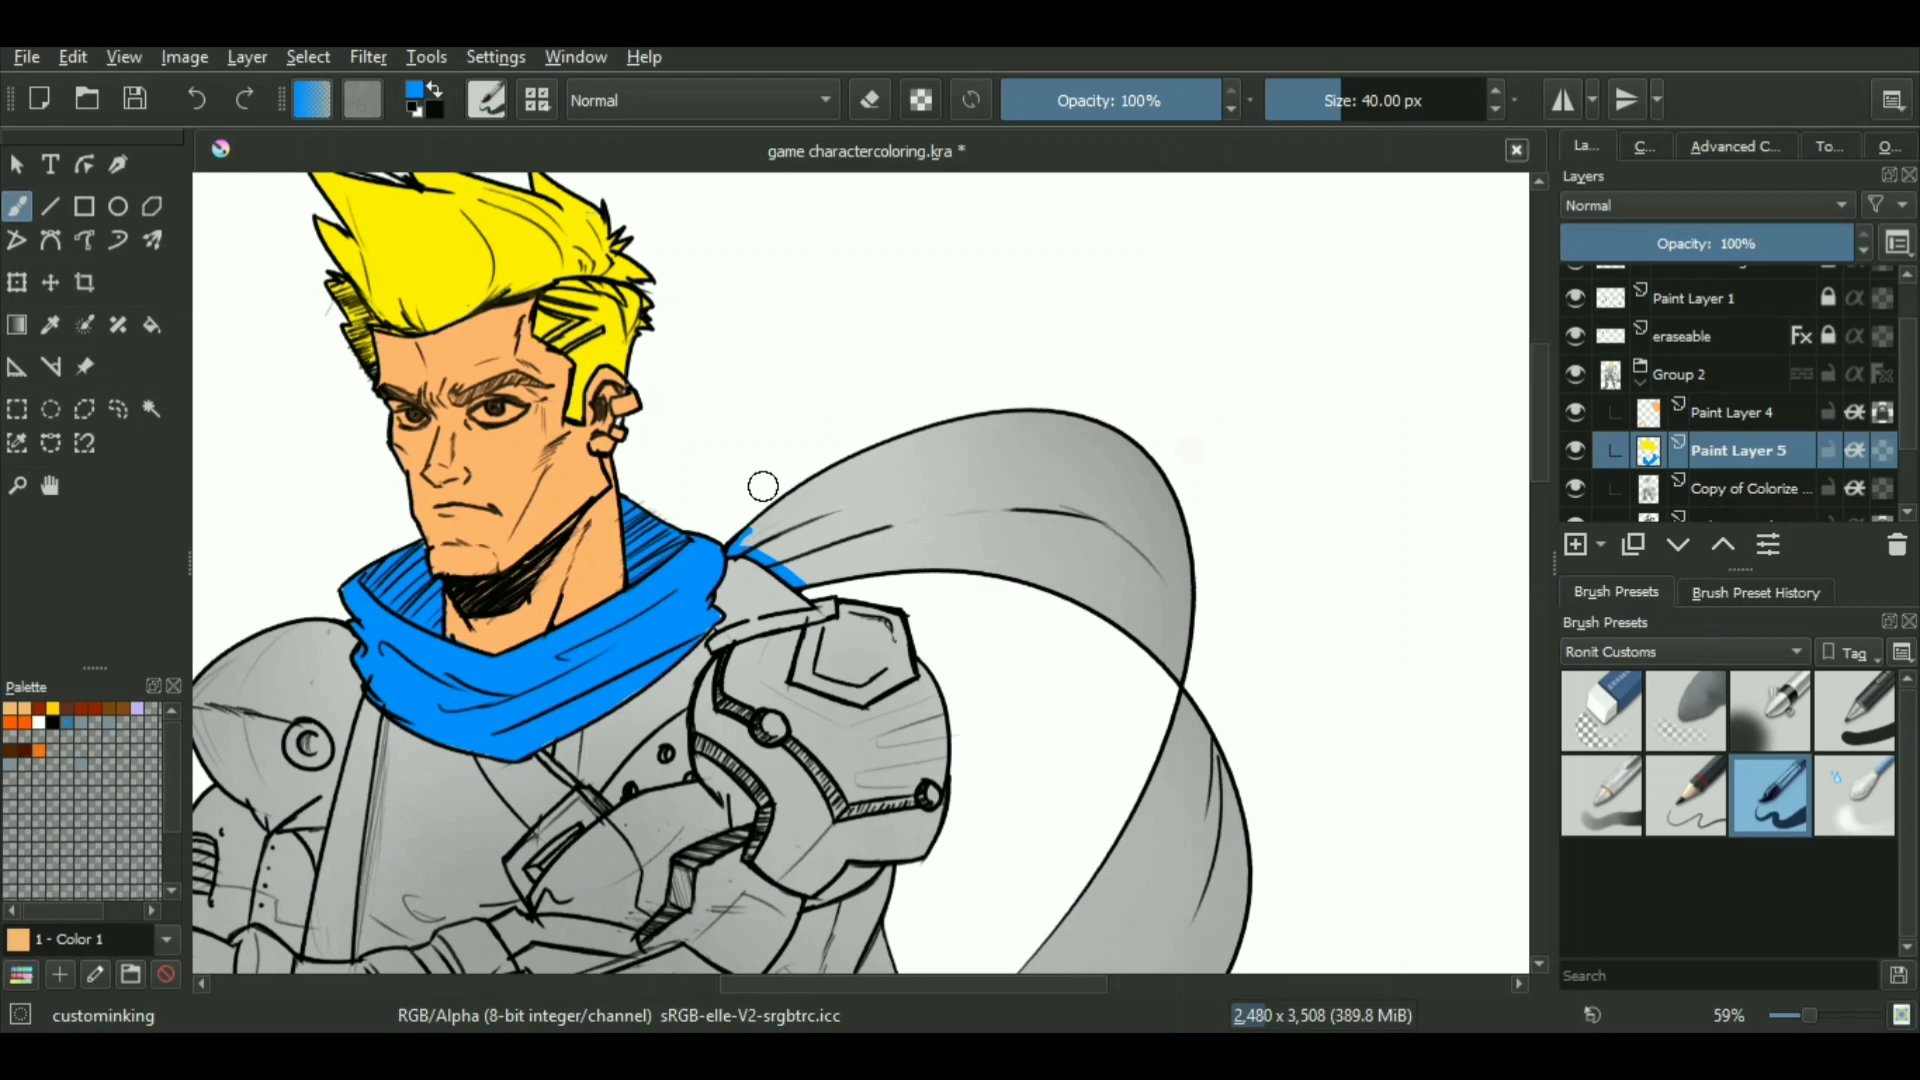 File Edit View Image Layer Select Filter Tools Settings Window Help
Normal Opacity: 100% Size: 40.00 px
game charactercoloring.kra *
La... C... Advanced C... To... O...
Layers
Normal
Opacity: 100%
Paint Layer 1
eraseable
Group 2
Paint Layer 4
Paint Layer 5
Copy of Colorize ...
Brush Presets Brush Preset History
Brush Presets
Ronit Customs Tag
Palette
1 - Color 1
Search
custominking RGB/Alpha (8-bit integer/channel) sRGB-elle-V2-srgbtrc.icc 2,480 x 3,508 (389.8 MiB) 59%